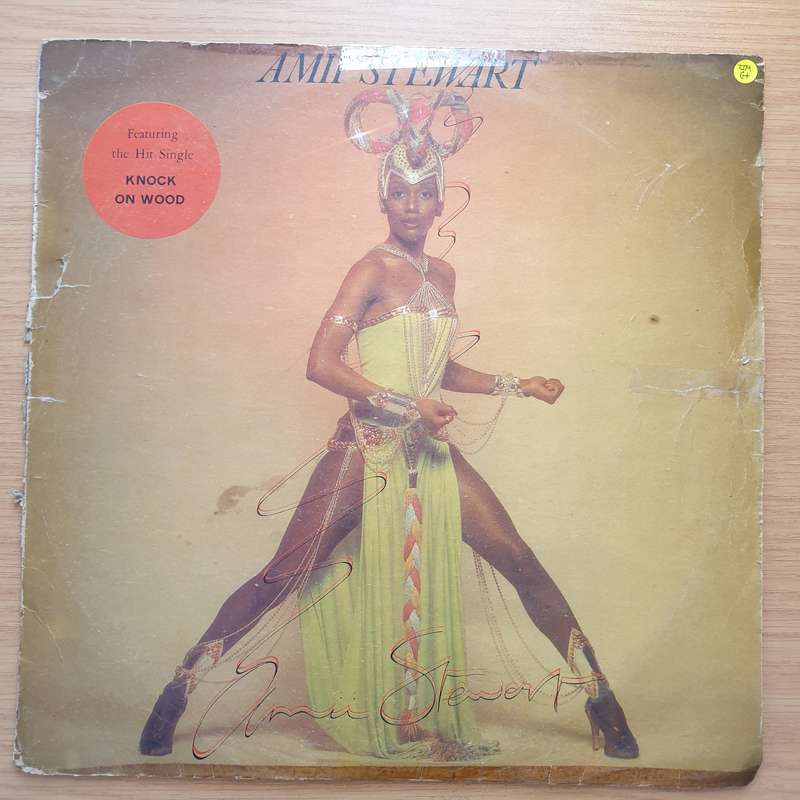 AMII STEWART
Featuring
the Hit Single
KNOCK
ON WOOD
Amii Stewart